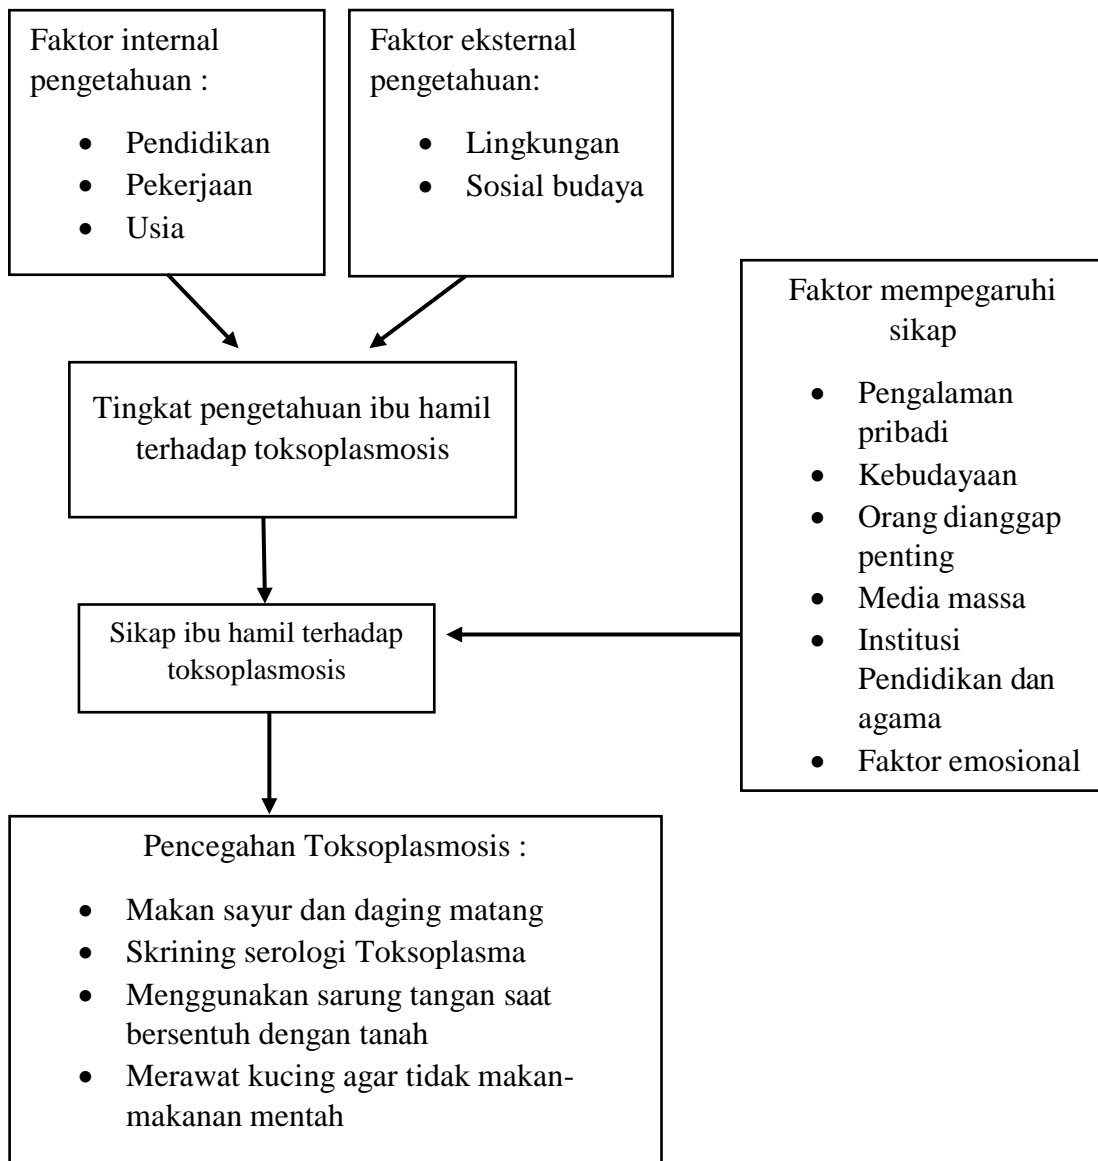 Faktor internal
pengetahuan :
• Pendidikan
• Pekerjaan
• Usia
Faktor eksternal
pengetahuan:
• Lingkungan
• Sosial budaya
Faktor mempegaruhi
sikap
• Pengalaman
pribadi
• Kebudayaan
• Orang dianggap
penting
• Media massa
• Institusi
Pendidikan dan
agama
• Faktor emosional
Tingkat pengetahuan ibu hamil
terhadap toksoplasmosis
Sikap ibu hamil terhadap
toksoplasmosis
Pencegahan Toksoplasmosis :
• Makan sayur dan daging matang
• Skrining serologi Toksoplasma
• Menggunakan sarung tangan saat
bersentuh dengan tanah
• Merawat kucing agar tidak makan-
makanan mentah